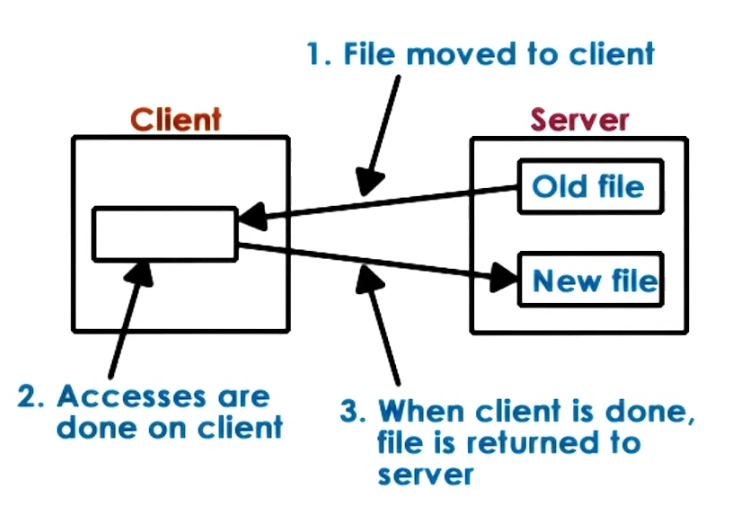 1. File moved to client
Client
Server
Old file
New file
2. Accesses are
done on client
3. When client is done,
file is returned to
server